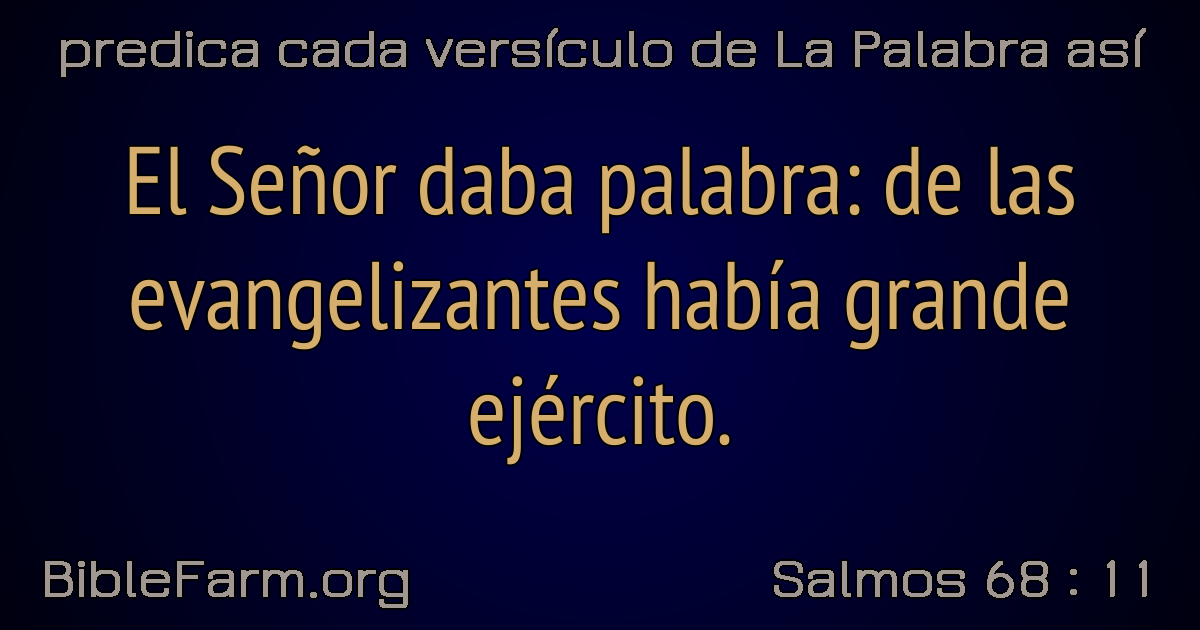 predica cada versículo de La Palabra así
El Señor daba palabra: de las
evangelizantes había grande
ejército.
BibleFarm.org
Salmos 68 : 11